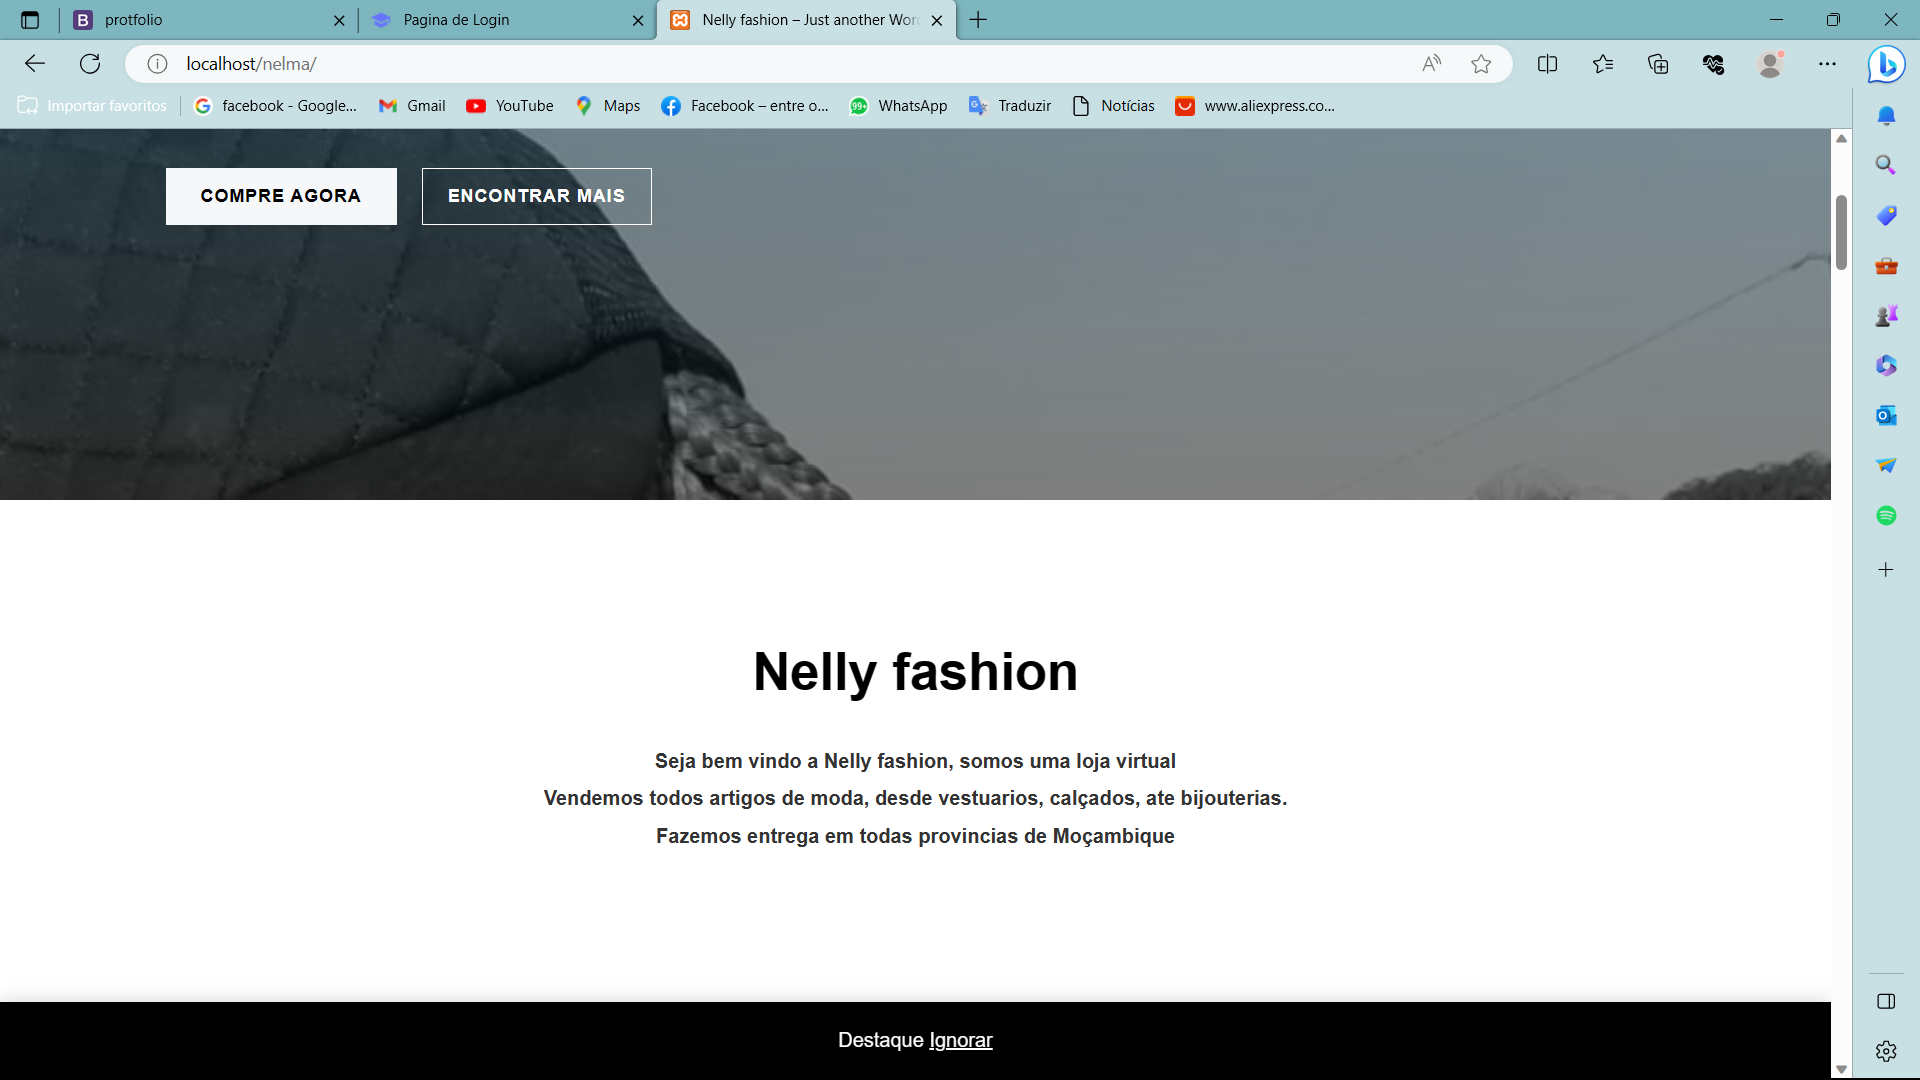 protfolio
Pagina de Login
Nelly fashion – Just another Wor
localhost/nelma/
Importar favoritos
facebook - Google...
Gmail
YouTube
Maps
Facebook – entre o...
99+
WhatsApp
Traduzir
Notícias
www.aliexpress.co...
COMPRE AGORA
ENCONTRAR MAIS
Nelly fashion
Seja bem vindo a Nelly fashion, somos uma loja virtual
Vendemos todos artigos de moda, desde vestuarios, calçados, ate bijouterias.
Fazemos entrega em todas provincias de Moçambique
Destaque Ignorar